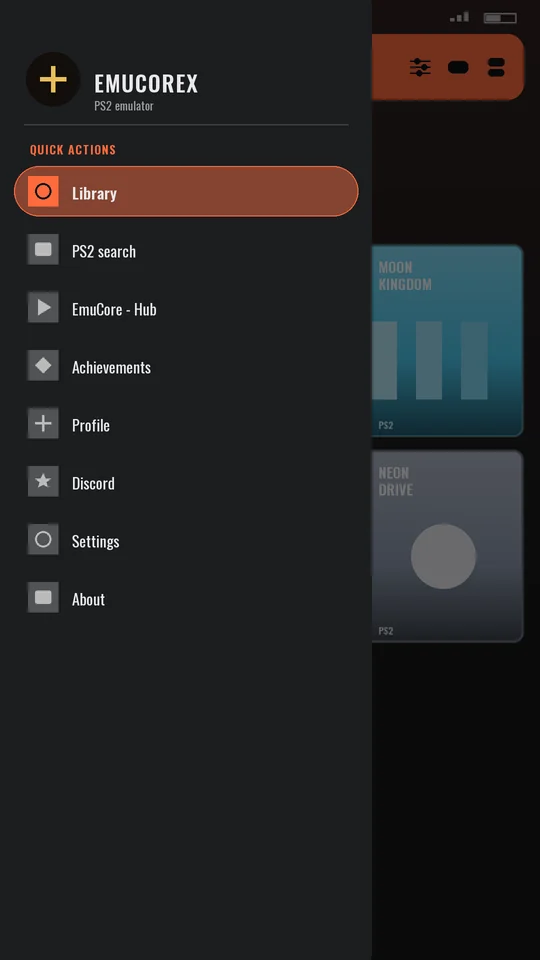 EMUCOREX
PS2 emulator
QUICK ACTIONS
Library
PS2 search
EmuCore - Hub
Achievements
Profile
Discord
Settings
About
MOON
KINGDOM
PS2
NEON
DRIVE
PS2